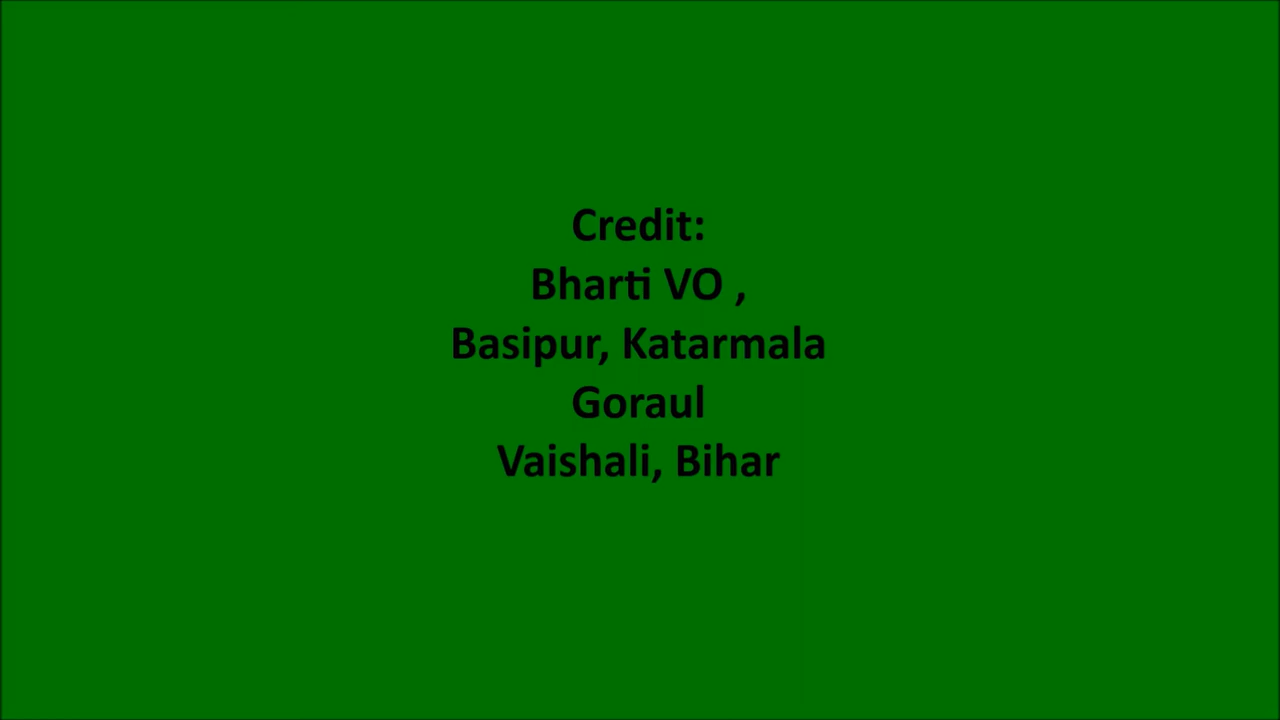 Credit:
Bharti VO ,
Basipur, Katarmala
Goraul
Vaishali, Bihar